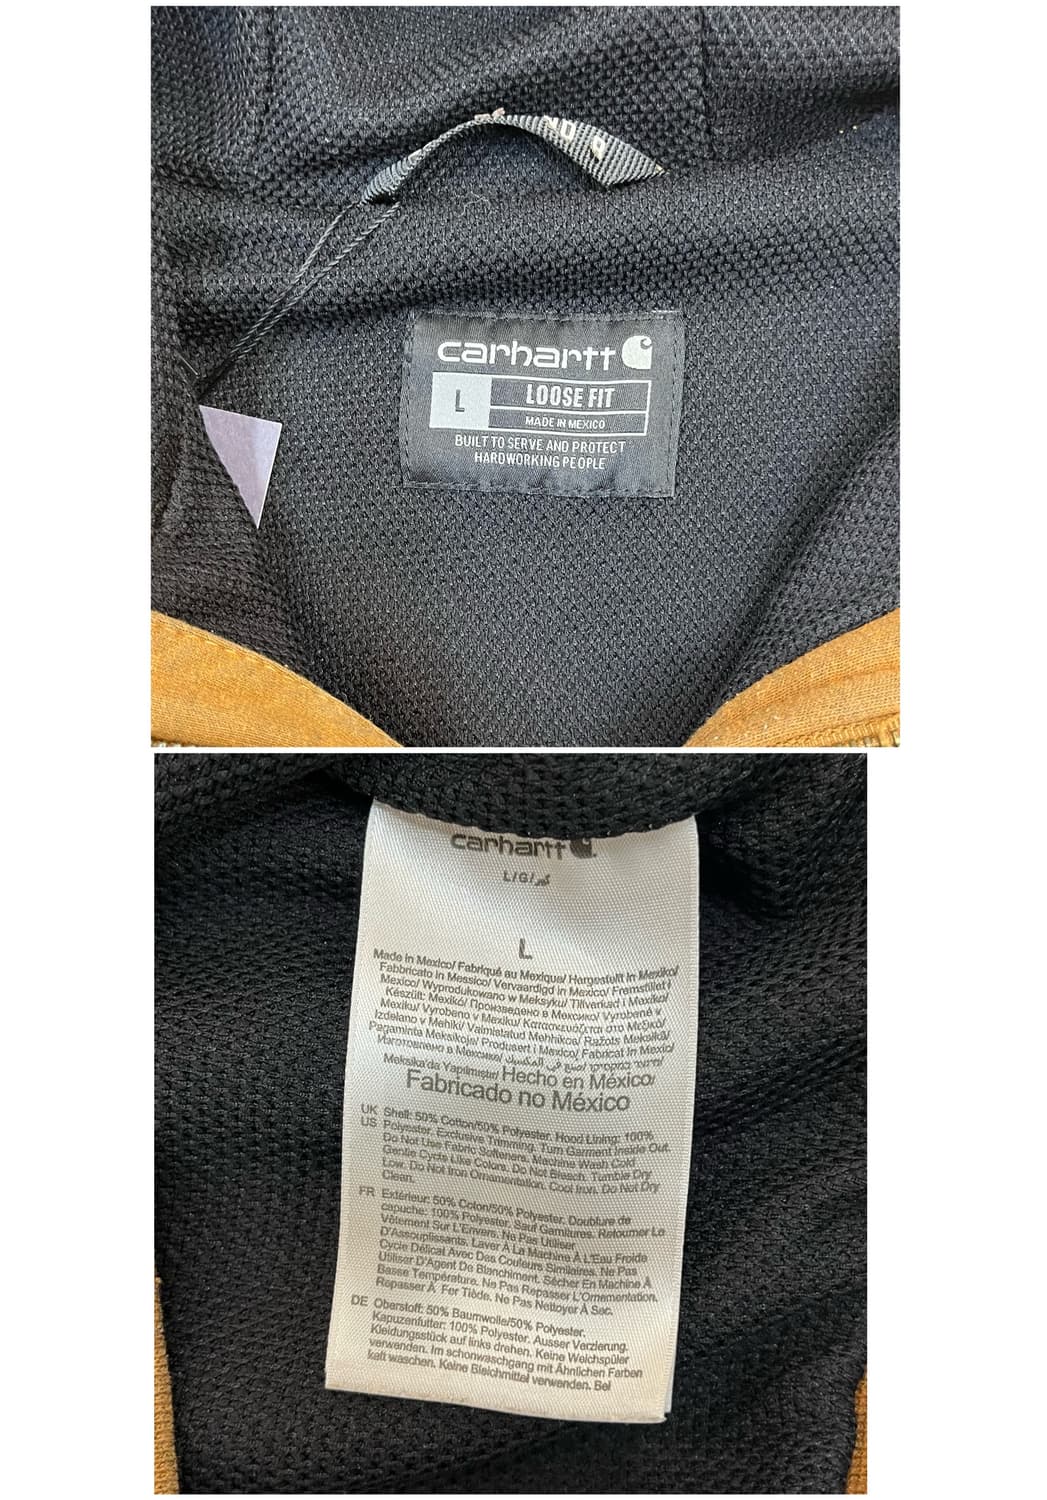 carhartt
L
LOOSE FIT
MADE IN MEXICO
BUILT TO SERVE AND PROTECT
HARDWORKING PEOPLE
carhartt
L/G/كبير
L
Made in Mexico/ Fabriqué au Mexique/ Hergestellt in Mexiko/
Fabbricato in Messico/ Vervaardigd in Mexico/ Fremstillet i
Mexico/ Wyprodukowano w Meksyku/ Tillverkad i Mexiko/
Készült: Mexikó/ Произведено в Мексико/ Vyrobené v
Mexiku/ Vyrobeno v Mexiku/ Κατασκευάζεται στο Μεξικό/
Izdelano v Mehiki/ Valmistatud Mehhikos/ Ražots Meksikā/
Pagaminta Meksikoje/ Produsert i Mexico/ Fabricat în Mexic/
Изготовлено в Мексике/ صنع في المكسيك/
Meksika'da Yapılmıştır/ Hecho en México/
Fabricado no México
UK Shell: 50% Cotton/50% Polyester. Hood Lining: 100%
US Polyester. Exclusive Trimming. Turn Garment Inside Out.
Do Not Use Fabric Softeners. Machine Wash Cold
Gentle Cycle Like Colors. Do Not Bleach. Tumble Dry
Low. Do Not Iron Ornamentation. Cool Iron. Do Not Dry
Clean.
FR Extérieur: 50% Coton/50% Polyester. Doublure de
capuche: 100% Polyester. Sauf Garnitures. Retourner Le
Vêtement Sur L'Envers. Ne Pas Utiliser
D'Assouplissants. Laver À La Machine À L'Eau Froide
Cycle Délicat Avec Des Couleurs Similaires. Ne Pas
Utiliser D'Agent De Blanchiment. Sécher En Machine À
Basse Température. Ne Pas Repasser L'Ornementation.
Repasser À Fer Tiède. Ne Pas Nettoyer À Sec.
DE Oberstoff: 50% Baumwolle/50% Polyester.
Kapuzenfutter: 100% Polyester. Ausser Verzierung.
Kleidungsstück auf links drehen. Keine Weichspüler
verwenden. Im schonwaschgang mit Ähnlichen Farben
kalt waschen. Keine Bleichmittel verwenden. Bei